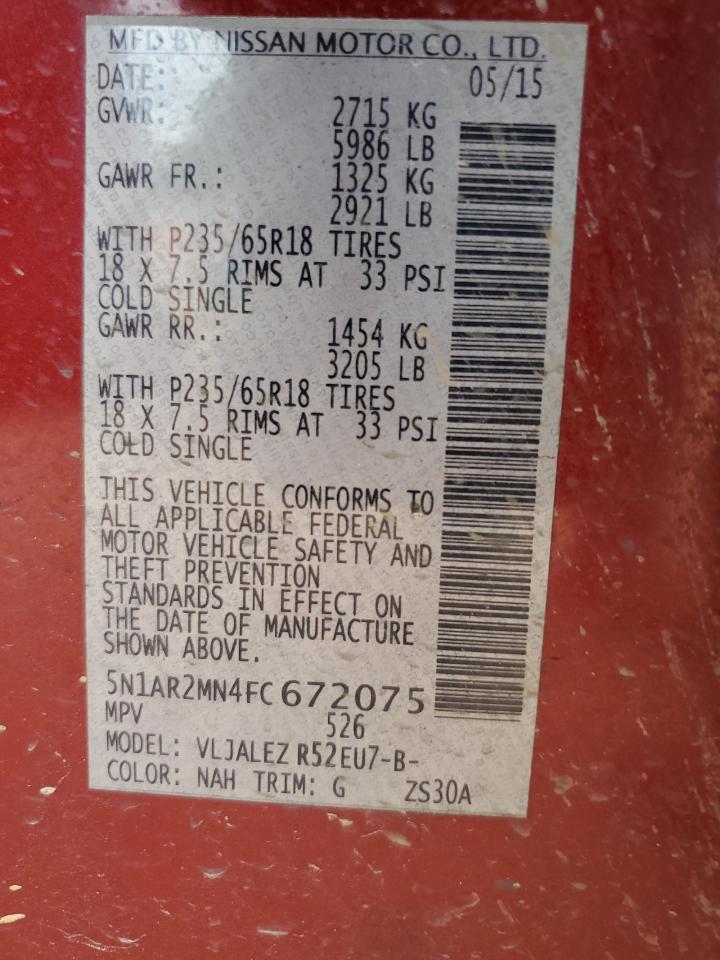 MFD BY NISSAN MOTOR CO., LTD.
DATE: 05/15
GVWR: 2715 KG
5986 LB
GAWR FR.: 1325 KG
2921 LB
WITH P235/65R18 TIRES
18 X 7.5 RIMS AT 33 PSI
COLD SINGLE
GAWR RR.: 1454 KG
3205 LB
WITH P235/65R18 TIRES
18 X 7.5 RIMS AT 33 PSI
COLD SINGLE
THIS VEHICLE CONFORMS TO
ALL APPLICABLE FEDERAL
MOTOR VEHICLE SAFETY AND
THEFT PREVENTION
STANDARDS IN EFFECT ON
THE DATE OF MANUFACTURE
SHOWN ABOVE.
5N1AR2MN4FC672075
MPV 526
MODEL: VLJALEZ R52EU7-B-
COLOR: NAH TRIM: G ZS30A